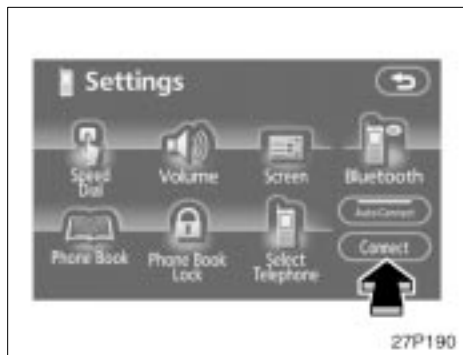 Settings
Speed
Dial
Volume
Screen
Bluetooth
Auto Connect
Phone Book
Phone Book
Lock
Select
Telephone
Connect
27P190